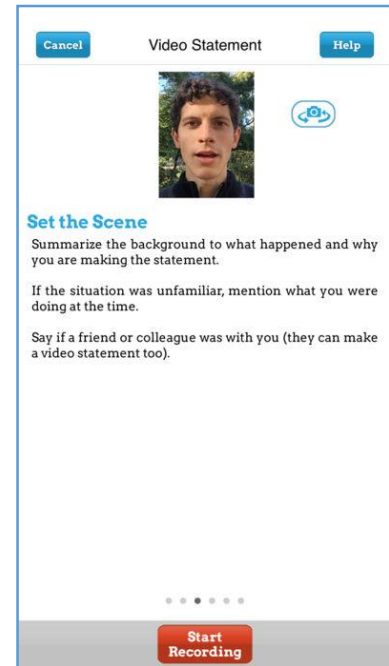 Cancel
Video Statement
Help
Set the Scene
Summarize the background to what happened and why
you are making the statement.
If the situation was unfamiliar, mention what you were
doing at the time.
Say if a friend or colleague was with you (they can make
a video statement too).
Start
Recording